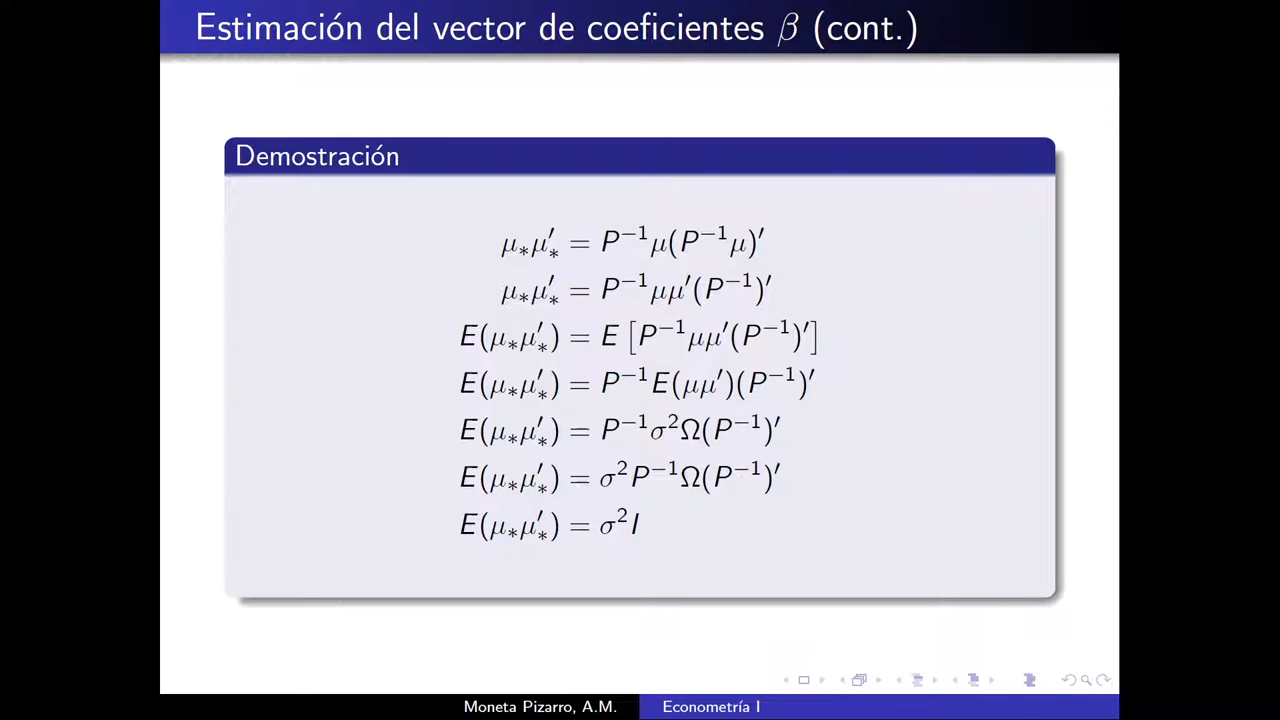 Estimación del vector de coeficientes β (cont.)
Demostración
μ∗μ′∗ = P⁻¹μ(P⁻¹μ)′
μ∗μ′∗ = P⁻¹μμ′(P⁻¹)′
E(μ∗μ′∗) = E [P⁻¹μμ′(P⁻¹)′]
E(μ∗μ′∗) = P⁻¹E(μμ′)(P⁻¹)′
E(μ∗μ′∗) = P⁻¹σ²Ω(P⁻¹)′
E(μ∗μ′∗) = σ²P⁻¹Ω(P⁻¹)′
E(μ∗μ′∗) = σ²I
Moneta Pizarro, A.M. Econometría I